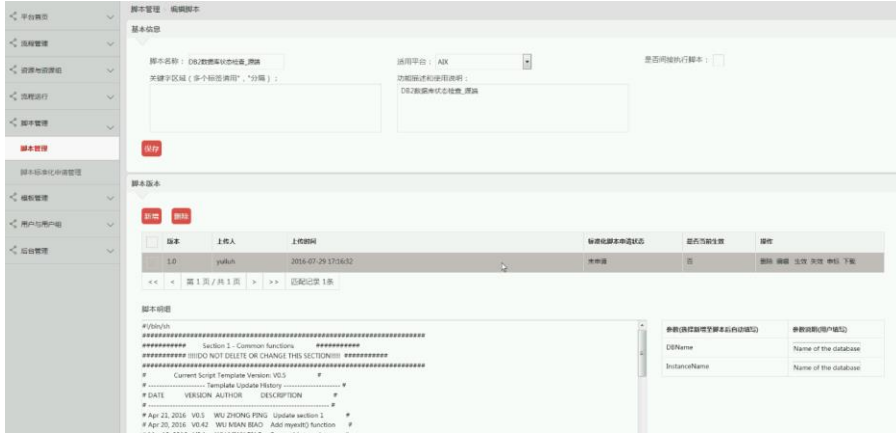 脚本管理 编辑脚本
平台首页
流程管理
资源与资源组
流程运行
脚本管理
脚本管理
脚本标准化申请管理
模板管理
用户与用户组
后台管理
基本信息
脚本名称： DB2数据库状态检查_源端
适用平台： AIX
是否间接执行脚本：
关键字区域（多个标签请用"，"分隔）：
功能描述和使用说明：
DB2数据库状态检查_源端
保存
脚本版本
新增 删除
版本 上传人 上传时间 标准化脚本申请状态 是否当前生效 操作
1.0 yuliuh 2016-07-29 17:16:52 未申请 否 删除 编辑 生效 失效 申标 下载
<< < 第 1 页 / 共 1 页 > >> 匹配记录 1条
脚本明细
#!/bin/sh
########### Section 1 - Common functions ###########
########### !!!!!DO NOT DELETE OR CHANGE THIS SECTION!!!!! ###########
# Current Script Template Version: V0.5 #
# ---------------------- Template Update History ---------------------- #
# DATE VERSION AUTHOR DESCRIPTION #
# Apr 21, 2016 V0.5 WU ZHONG PING Update section 1 #
# Apr 20, 2016 V0.42 WU MIAN BIAO Add myexit() function #
参数(选择新增至脚本后自动填写) 参数说明(用户填写)
DBName Name of the database
InstanceName Name of the database